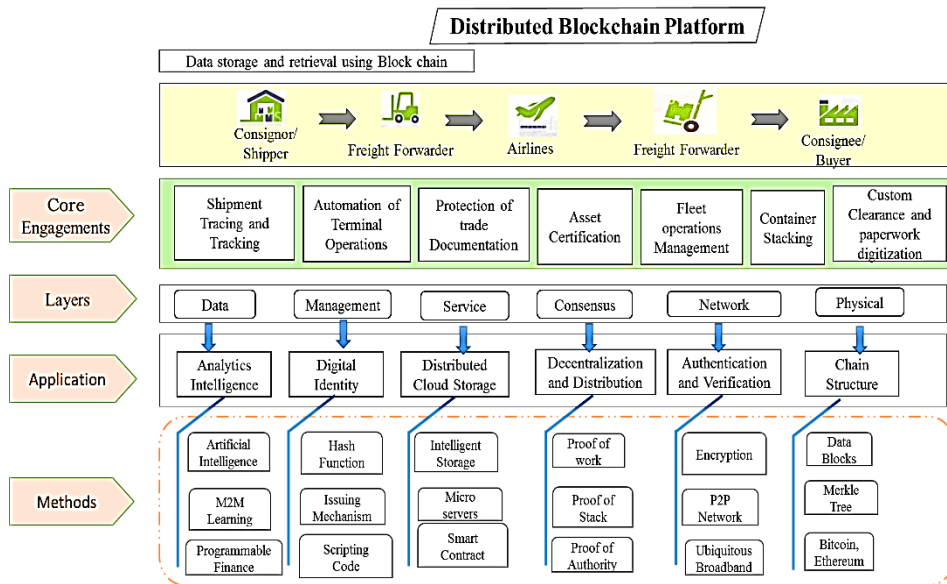 Distributed Blockchain Platform
Data storage and retrieval using Block chain
Consignor/
Shipper
Freight Forwarder
Airlines
Freight Forwarder
Consignee/
Buyer
Core
Engagements
Shipment
Tracing and
Tracking
Automation of
Terminal
Operations
Protection of
trade
Documentation
Asset
Certification
Fleet
operations
Management
Container
Stacking
Custom
Clearance and
paperwork
digitization
Layers
Data
Management
Service
Consensus
Network
Physical
Application
Analytics
Intelligence
Digital
Identity
Distributed
Cloud Storage
Decentralization
and Distribution
Authentication
and Verification
Chain
Structure
Methods
Artificial
Intelligence
M2M
Learning
Programmable
Finance
Hash
Function
Issuing
Mechanism
Scripting
Code
Intelligent
Storage
Micro
servers
Smart
Contract
Proof of
work
Proof of
Stack
Proof of
Authority
Encryption
P2P
Network
Ubiquitous
Broadband
Data
Blocks
Merkle
Tree
Bitcoin,
Ethereum